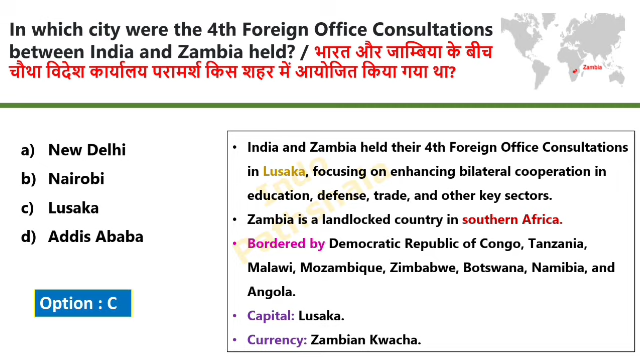 In which city were the 4th Foreign Office Consultations
between India and Zambia held? / भारत और जाम्बिया के बीच
चौथा विदेश कार्यालय परामर्श किस शहर में आयोजित किया गया था?
Zambia
a) New Delhi
b) Nairobi
c) Lusaka
d) Addis Ababa
Option : C
• India and Zambia held their 4th Foreign Office Consultations
in Lusaka, focusing on enhancing bilateral cooperation in
education, defense, trade, and other key sectors.
• Zambia is a landlocked country in southern Africa.
• Bordered by Democratic Republic of Congo, Tanzania,
Malawi, Mozambique, Zimbabwe, Botswana, Namibia, and
Angola.
• Capital: Lusaka.
• Currency: Zambian Kwacha.
Indo
Pathshala